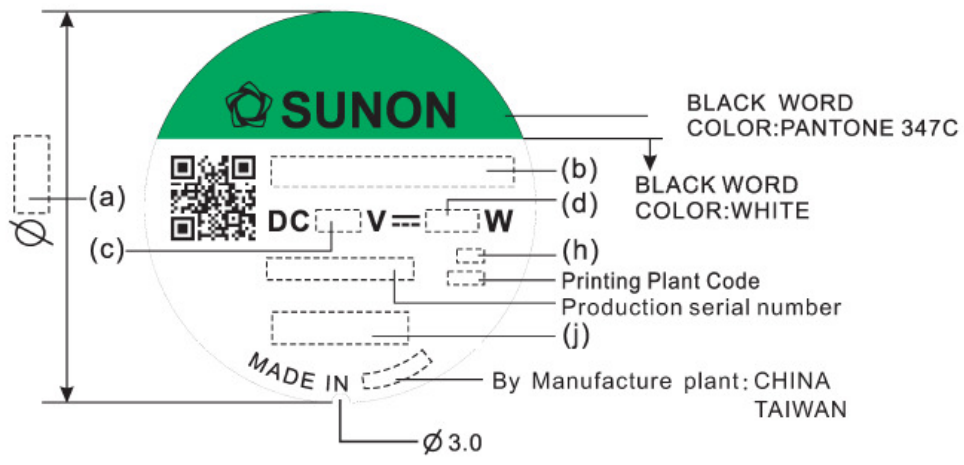 SUNON
BLACK WORD
COLOR:PANTONE 347C
BLACK WORD
COLOR:WHITE
(a)
Ø
(b)
DC V W
(d)
(c)
(h)
Printing Plant Code
Production serial number
(j)
MADE IN
By Manufacture plant: CHINA
TAIWAN
Ø 3.0